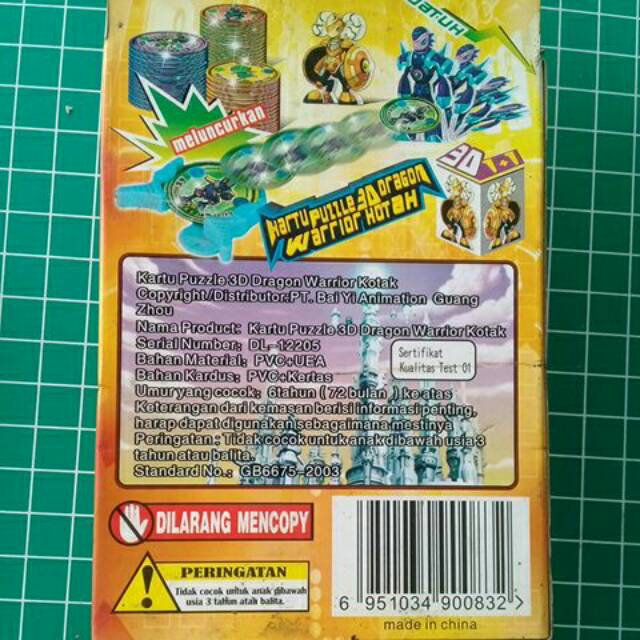 baruh
meluncurkan
KARTU PUZZLE 3D DRAGON
WARRIOR KOTAK
3D 1+1
Kartu Puzzle 3D Dragon Warrior Kotak
Copyright/Distributor:PT. Bai Yi Animation Guang
Zhou
Nama Product: Kartu Puzzle 3D Dragon Warrior Kotak
Serial Number: DL-12205
Bahan Material: PVC+UEA
Bahan Kardus: PVC+Kertas
Umur yang cocok: 6tahun ( 72 bulan ) ke atas
Keterangan dari kemasan berisi informasi penting,
harap dapat digunakan sebagaimana mestinya
Peringatan.: Tidak cocok untuk anak dibawah usia 3
tahun atau balita.
Standard No.: GB6675-2003
Sertifikat
Kualitas Test 01
DILARANG MENCOPY
PERINGATAN
Tidak cocok untuk anak dibawah
usia 3 tahun atau balita.
6 951034 900832 >
made in china